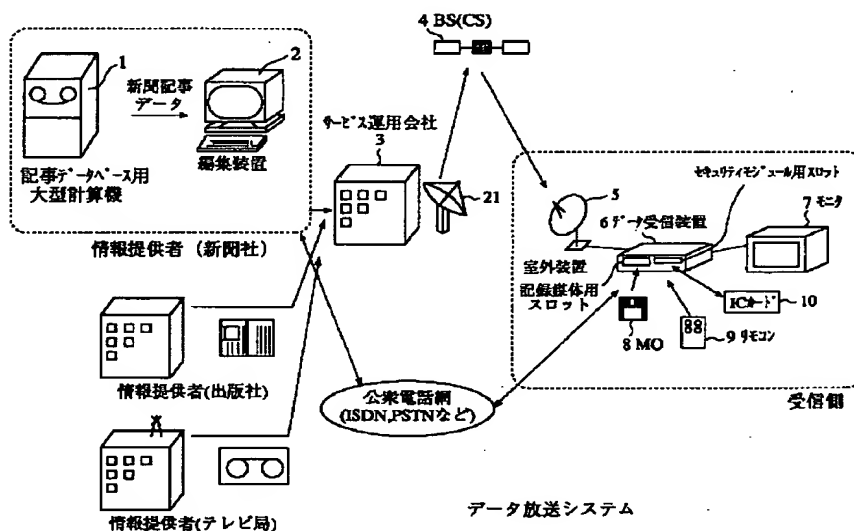 4 BS(CS)
1
2
新聞記事
データ
記事データベース用
大型計算機
編集装置
情報提供者 (新聞社)
サービス運用会社
3
21
セキュリティモジュール用スロット
5
6 データ受信装置
7 モニタ
室外装置
記録媒体用
スロット
ICカード
10
8 MO
9 リモコン
受信側
情報提供者(出版社)
公衆電話網
(ISDN,PSTNなど)
情報提供者(テレビ局)
データ放送システム